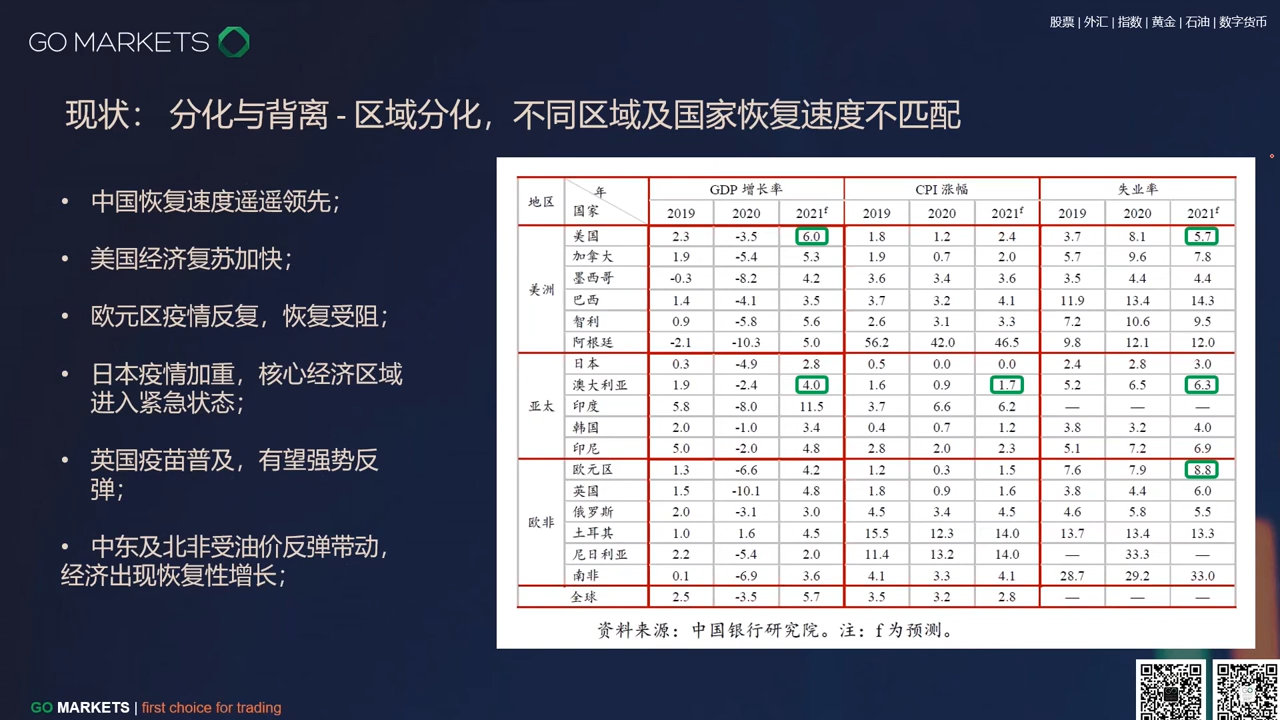 股票 | 外汇 | 指数 | 黄金 | 石油 | 数字货币
GO MARKETS
现状： 分化与背离 - 区域分化，不同区域及国家恢复速度不匹配
• 中国恢复速度遥遥领先；
• 美国经济复苏加快；
• 欧元区疫情反复，恢复受阻；
• 日本疫情加重，核心经济区域
进入紧急状态；
• 英国疫苗普及，有望强势反
弹；
• 中东及北非受油价反弹带动，
经济出现恢复性增长；
地区 年 国家 GDP 增长率 CPI 涨幅 失业率
2019 2020 2021f 2019 2020 2021f 2019 2020 2021f
美洲
美国 2.3 -3.5 6.0 1.8 1.2 2.4 3.7 8.1 5.7
加拿大 1.9 -5.4 5.3 1.9 0.7 2.0 5.7 9.6 7.8
墨西哥 -0.3 -8.2 4.2 3.6 3.4 3.6 3.5 4.4 4.4
巴西 1.4 -4.1 3.5 3.7 3.2 4.1 11.9 13.4 14.3
智利 0.9 -5.8 5.6 2.6 3.1 3.3 7.2 10.6 9.5
阿根廷 -2.1 -10.3 5.0 56.2 42.0 46.5 9.8 12.1 12.0
亚太
日本 0.3 -4.9 2.8 0.5 0.0 0.0 2.4 2.8 3.0
澳大利亚 1.9 -2.4 4.0 1.6 0.9 1.7 5.2 6.5 6.3
印度 5.8 -8.0 11.5 3.7 6.6 6.2 — — —
韩国 2.0 -1.0 3.4 0.4 0.7 1.2 3.8 3.2 4.0
印尼 5.0 -2.0 4.8 2.8 2.0 2.3 5.1 7.2 6.9
欧非
欧元区 1.3 -6.6 4.2 1.2 0.3 1.5 7.6 7.9 8.8
英国 1.5 -10.1 4.8 1.8 0.9 1.6 3.8 4.4 6.0
俄罗斯 2.0 -3.1 3.0 4.5 3.4 4.5 4.6 5.8 5.5
土耳其 1.0 1.6 4.5 15.5 12.3 14.0 13.7 13.4 13.3
尼日利亚 2.2 -5.4 2.0 11.4 13.2 14.0 — 33.3 —
南非 0.1 -6.9 3.6 4.1 3.3 4.1 28.7 29.2 33.0
全球 2.5 -3.5 5.7 3.5 3.2 2.8 — — —
资料来源：中国银行研究院。注：f 为预测。
GO MARKETS | first choice for trading